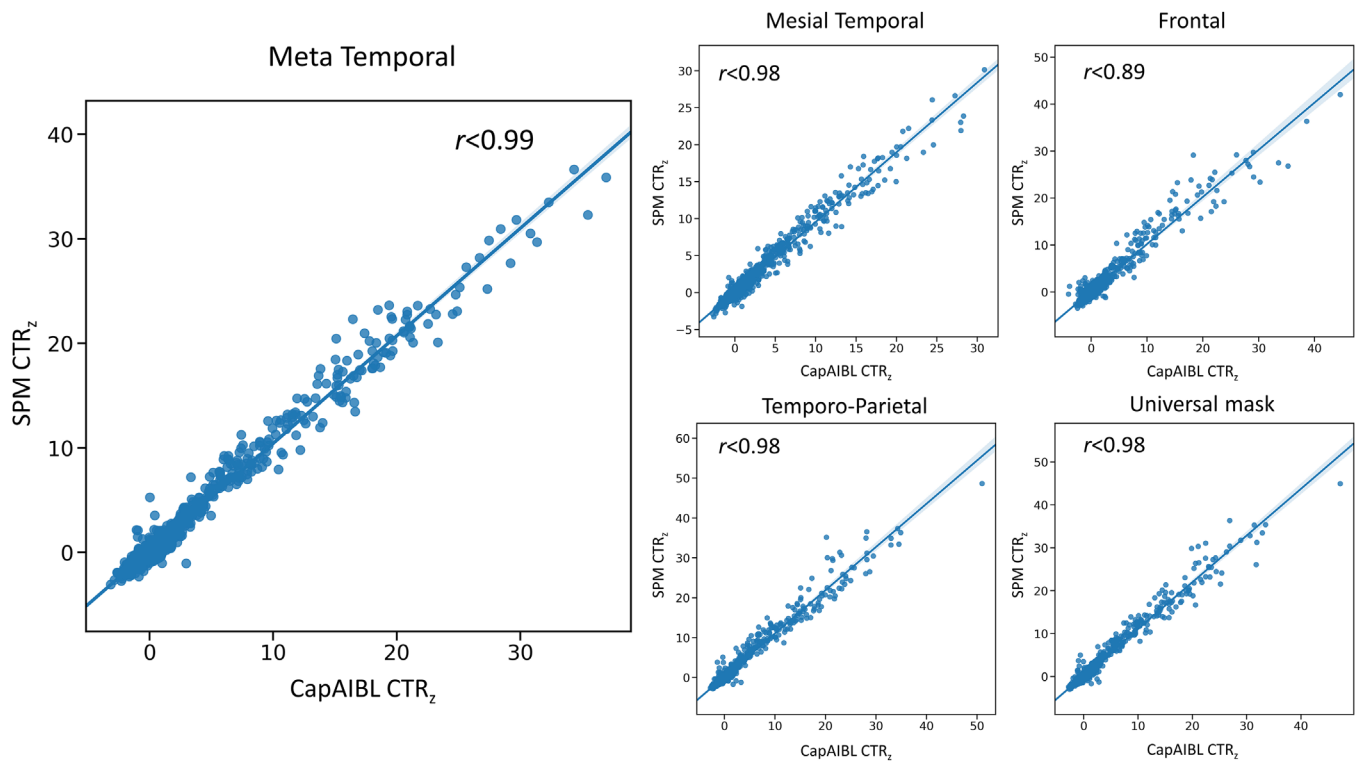 Meta Temporal
r<0.99
SPM CTRz
40
30
20
10
0
0 10 20 30
CapAIBL CTRz
Mesial Temporal
r<0.98
SPM CTRz
30
25
20
15
10
5
0
−5
0 5 10 15 20 25 30
CapAIBL CTRz
Frontal
r<0.89
SPM CTRz
50
40
30
20
10
0
0 10 20 30 40
CapAIBL CTRz
Temporo-Parietal
r<0.98
SPM CTRz
60
50
40
30
20
10
0
0 10 20 30 40 50
CapAIBL CTRz
Universal mask
r<0.98
SPM CTRz
50
40
30
20
10
0
0 10 20 30 40
CapAIBL CTRz